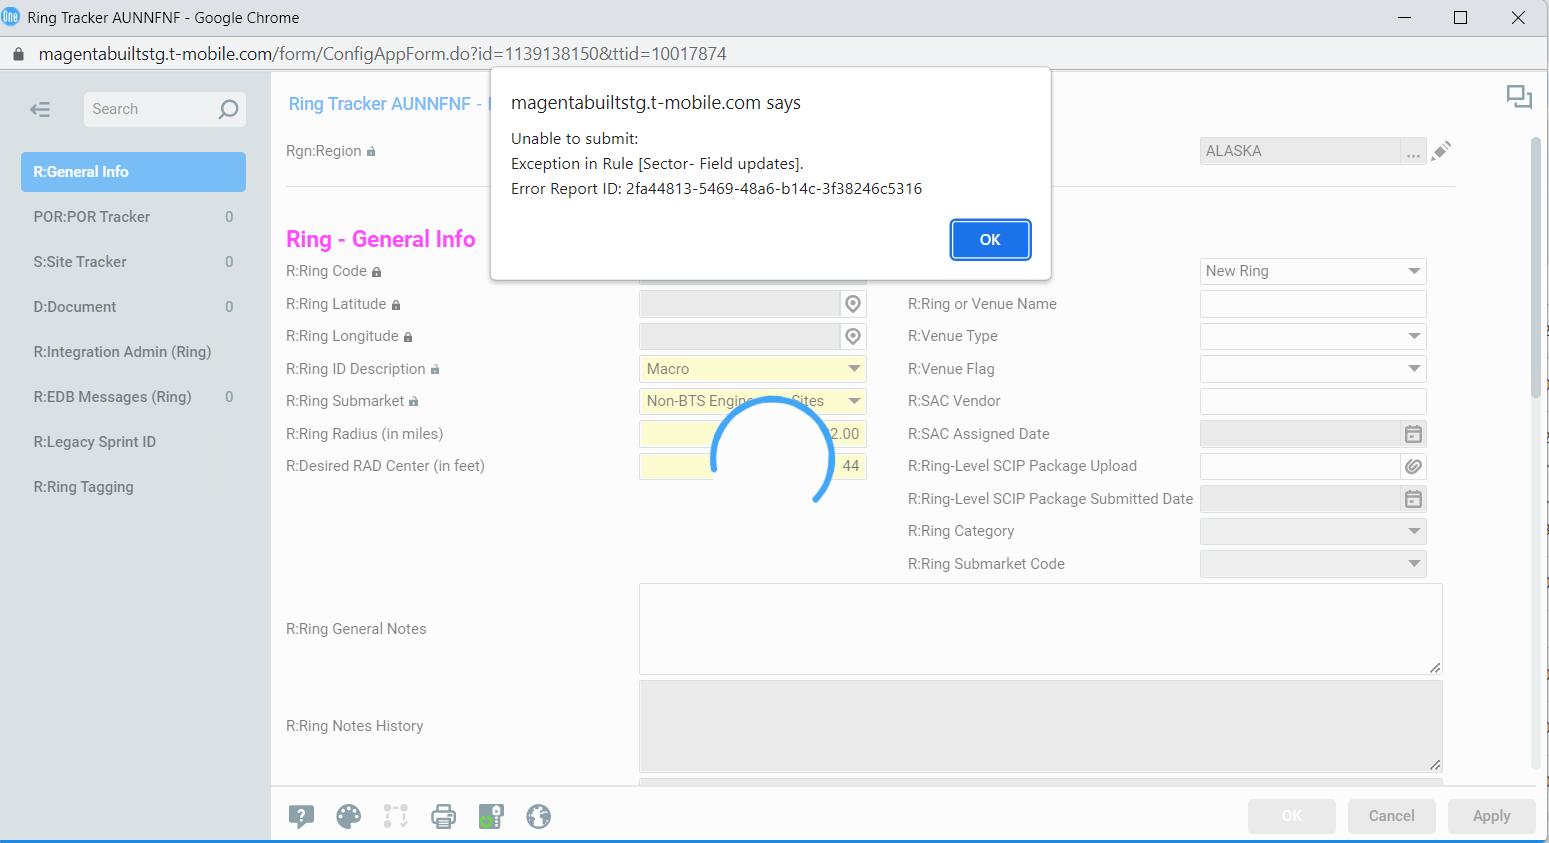 One
Ring Tracker AUNNFNF - Google Chrome
magentabuiltstg.t-mobile.com/form/ConfigAppForm.do?id=1139138150&ttid=10017874
magentabuiltstg.t-mobile.com says
Unable to submit:
Exception in Rule [Sector- Field updates].
Error Report ID: 2fa44813-5469-48a6-b14c-3f38246c5316
OK
Search
R:General Info
POR:POR Tracker 0
S:Site Tracker 0
D:Document 0
R:Integration Admin (Ring)
R:EDB Messages (Ring) 0
R:Legacy Sprint ID
R:Ring Tagging
Ring Tracker AUNNFNF -
Rgn:Region ALASKA ...
Ring - General Info
R:Ring Code New Ring
R:Ring Latitude R:Ring or Venue Name
R:Ring Longitude R:Venue Type
R:Ring ID Description Macro R:Venue Flag
R:Ring Submarket Non-BTS Engine Sites R:SAC Vendor
R:Ring Radius (in miles) 2.00 R:SAC Assigned Date
R:Desired RAD Center (in feet) 44 R:Ring-Level SCIP Package Upload
R:Ring-Level SCIP Package Submitted Date
R:Ring Category
R:Ring Submarket Code
R:Ring General Notes
R:Ring Notes History
OK Cancel Apply